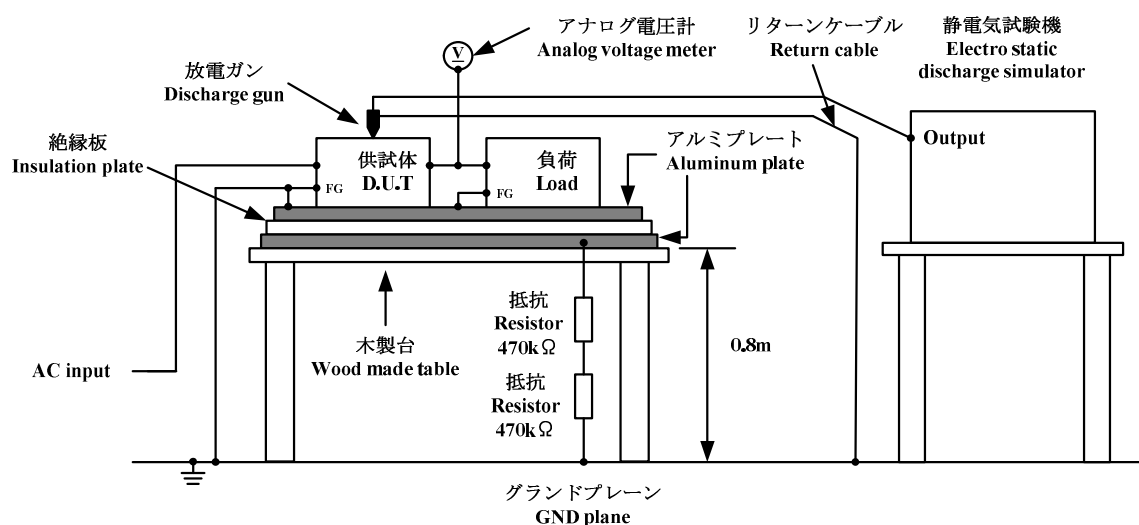 アナログ電圧計
Analog voltage meter
リターンケーブル
Return cable
静電気試験機
Electro static
discharge simulator
放電ガン
Discharge gun
V
絶縁板
Insulation plate
供試体
D.U.T
FG
負荷
Load
FG
アルミプレート
Aluminum plate
Output
抵抗
Resistor
470kΩ
0.8m
木製台
Wood made table
AC input
抵抗
Resistor
470kΩ
グランドプレーン
GND plane